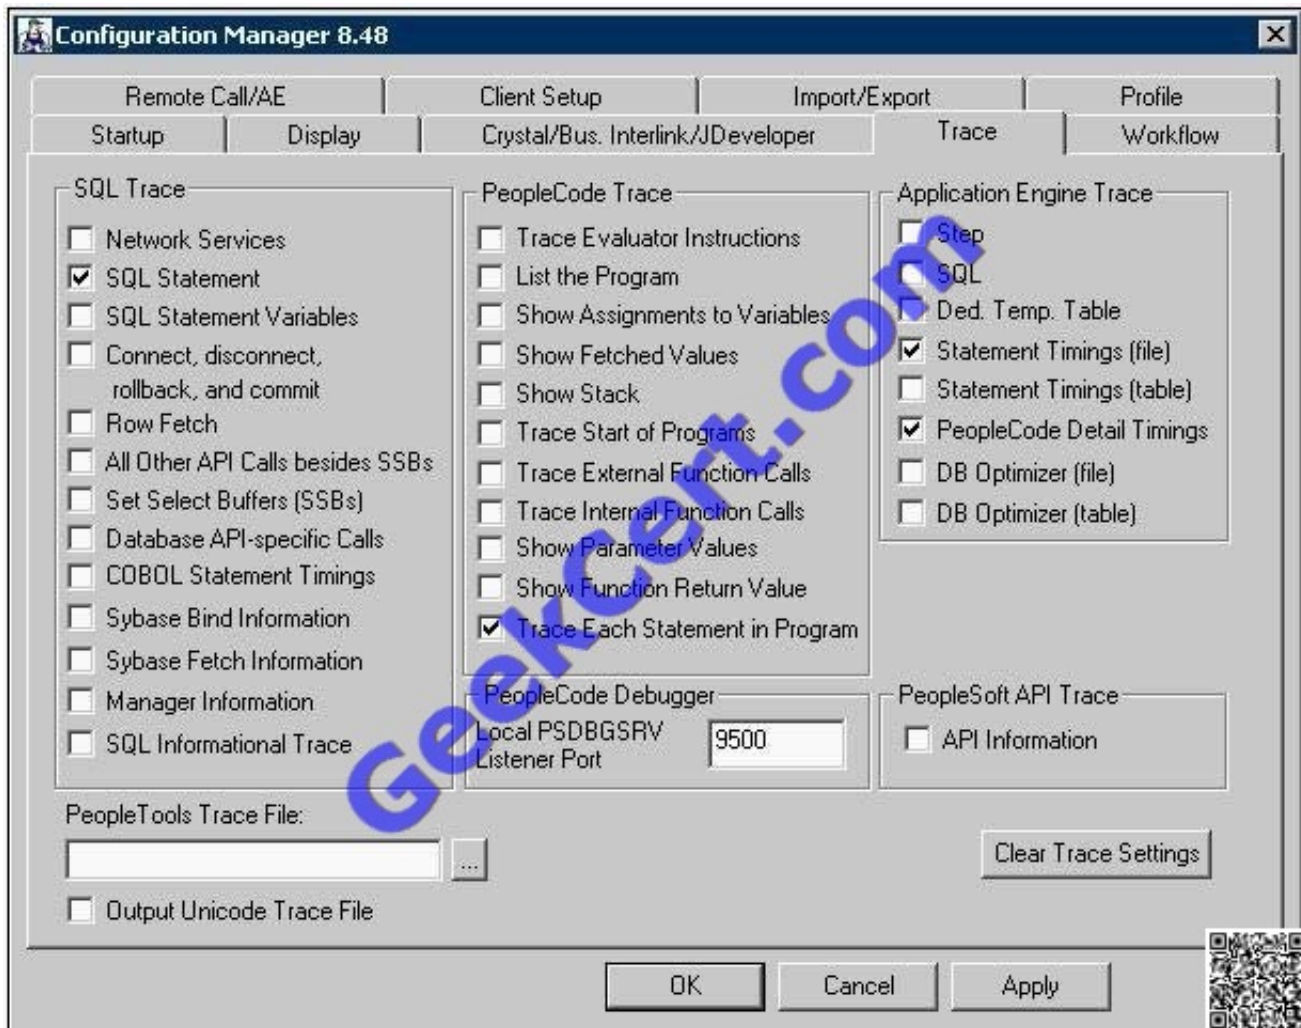 Configuration Manager 8.48
Remote Call/AE
Client Setup
Import/Export
Profile
Startup
Display
Crystal/Bus. Interlink/JDeveloper
Trace
Workflow
SQL Trace
Network Services
SQL Statement
SQL Statement Variables
Connect, disconnect,
rollback, and commit
Row Fetch
All Other API Calls besides SSBs
Set Select Buffers (SSBs)
Database API-specific Calls
COBOL Statement Timings
Sybase Bind Information
Sybase Fetch Information
Manager Information
SQL Informational Trace
PeopleCode Trace
Trace Evaluator Instructions
List the Program
Show Assignments to Variables
Show Fetched Values
Show Stack
Trace Start of Programs
Trace External Function Calls
Trace Internal Function Calls
Show Parameter Values
Show Function Return Value
Trace Each Statement in Program
Application Engine Trace
Step
SQL
Ded. Temp. Table
Statement Timings (file)
Statement Timings (table)
PeopleCode Detail Timings
DB Optimizer (file)
DB Optimizer (table)
PeopleCode Debugger
Local PSDBGSRV
Listener Port
9500
PeopleSoft API Trace
API Information
PeopleTools Trace File:
...
Clear Trace Settings
Output Unicode Trace File
OK
Cancel
Apply
GeekCert.com